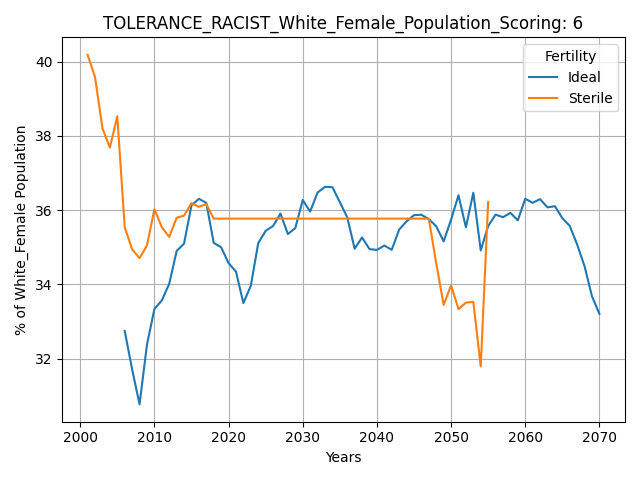 TOLERANCE_RACIST_White_Female_Population_Scoring: 6
Fertility
Ideal
Sterile
% of White_Female Population
40
38
36
34
32
2000
2010
2020
2030
2040
2050
2060
2070
Years